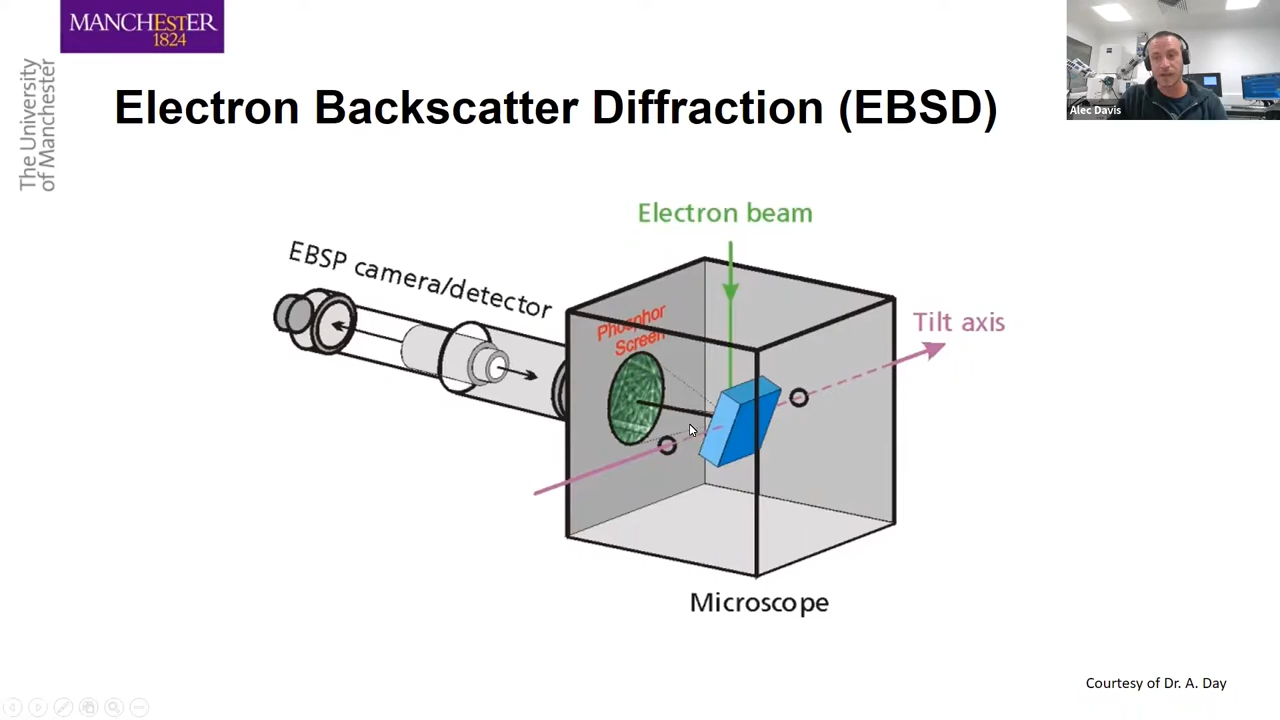 MANCHESTER
1824
The University
of Manchester
Electron Backscatter Diffraction (EBSD)
Alec Davis
Electron beam
EBSP camera/detector
Phosphor
Screen
Tilt axis
Microscope
Courtesy of Dr. A. Day